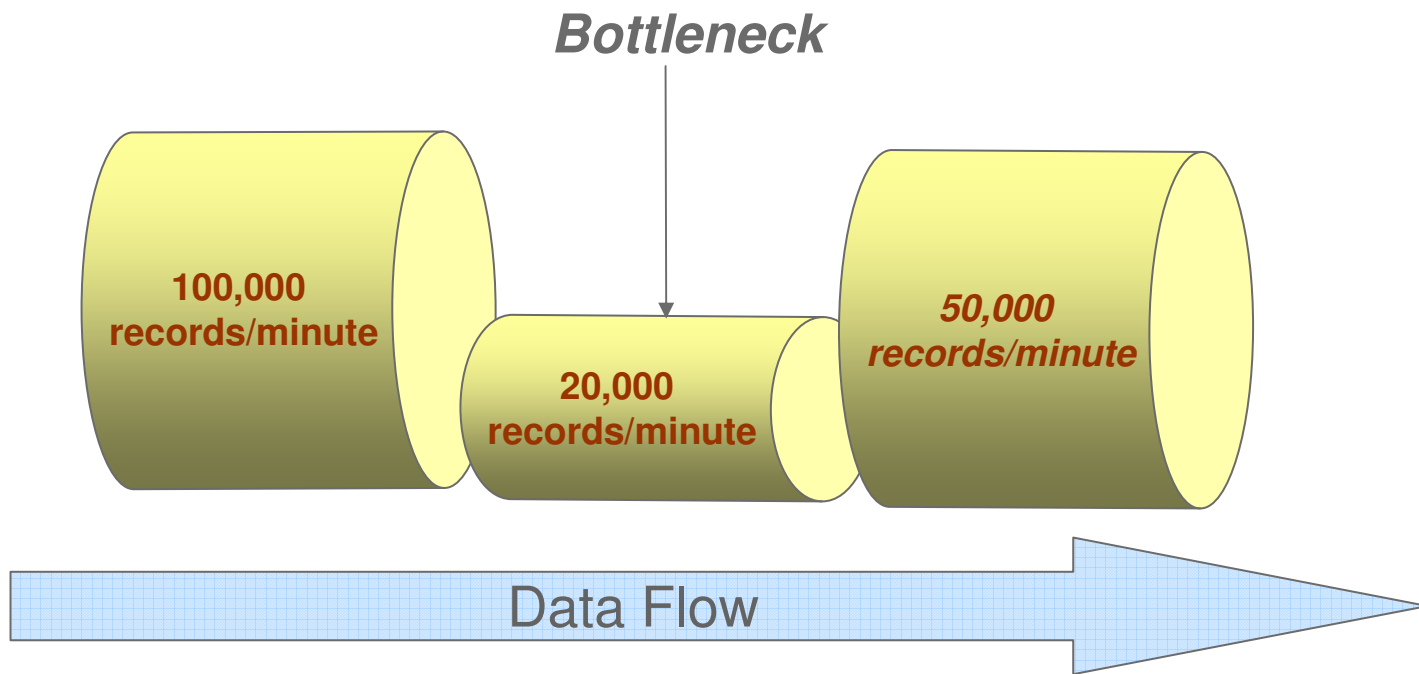 Bottleneck
100,000
records/minute
20,000
records/minute
50,000
records/minute
Data Flow